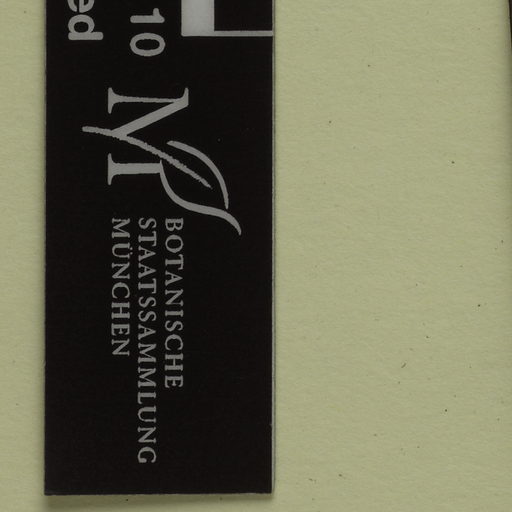 10
ed
BOTANISCHE
STAATSSAMMLUNG
MÜNCHEN